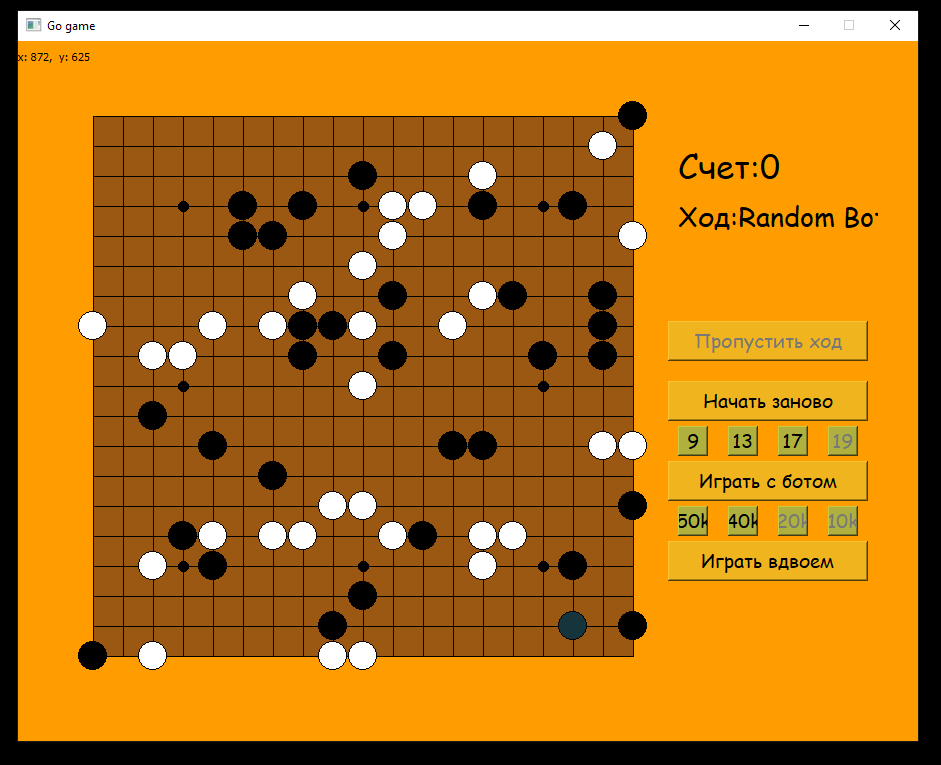 Go game
x: 872, y: 625
Счет:0
Ход:Random Bo
Пропустить ход
Начать заново
9 13 17 19
Играть с ботом
50k 40k 20k 10k
Играть вдвоем